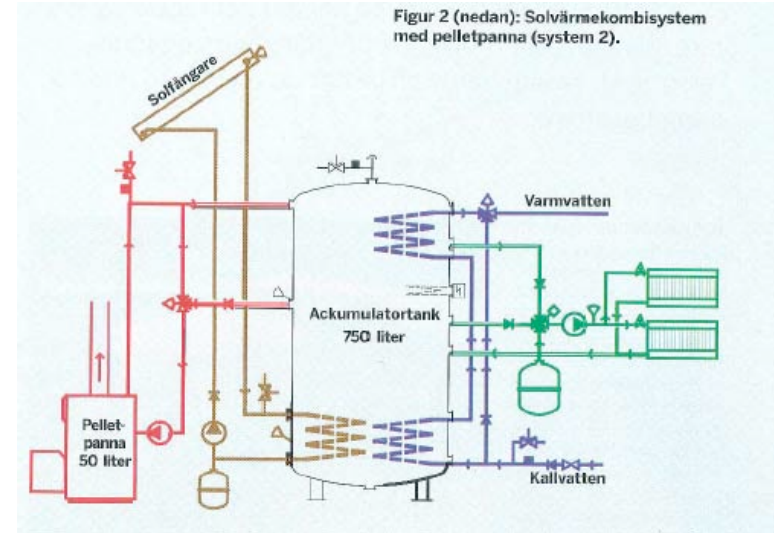 Figur 2 (nedan): Solvärmekombisystem
med pelletpanna (system 2).
Solfångare
Varmvatten
Ackumulatortank
750 liter
Pellet-
panna
50 liter
Kallvatten